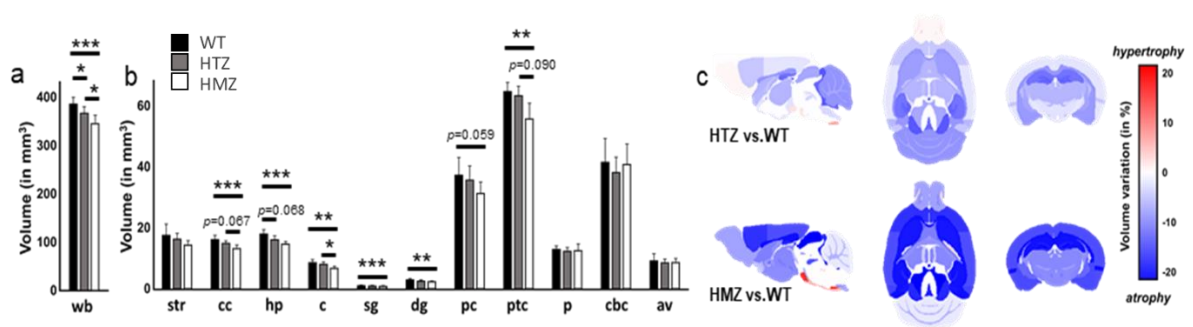 a
***
*
*
Volume (in mm³)
400
300
200
100
0
wb
b
WT
HTZ
HMZ
Volume (in mm³)
60
40
20
0
***
p=0.067
***
p=0.068
**
*
***
**
p=0.059
**
p=0.090
str cc hp c sg dg pc ptc p cbc av
c
HTZ vs.WT
HMZ vs.WT
hypertrophy
20
10
0
-10
-20
atrophy
Volume variation (in %)